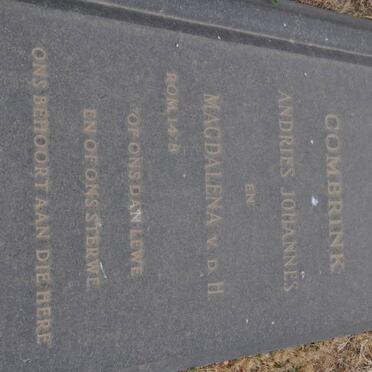 COMBRINK
ANDRIES JOHANNES
EN
MAGDALENA V. D. H
ROM. 14:8
OF ONS DAN LEWE
EN OF ONS STERWE
ONS BEHOORT AAN DIE HERE